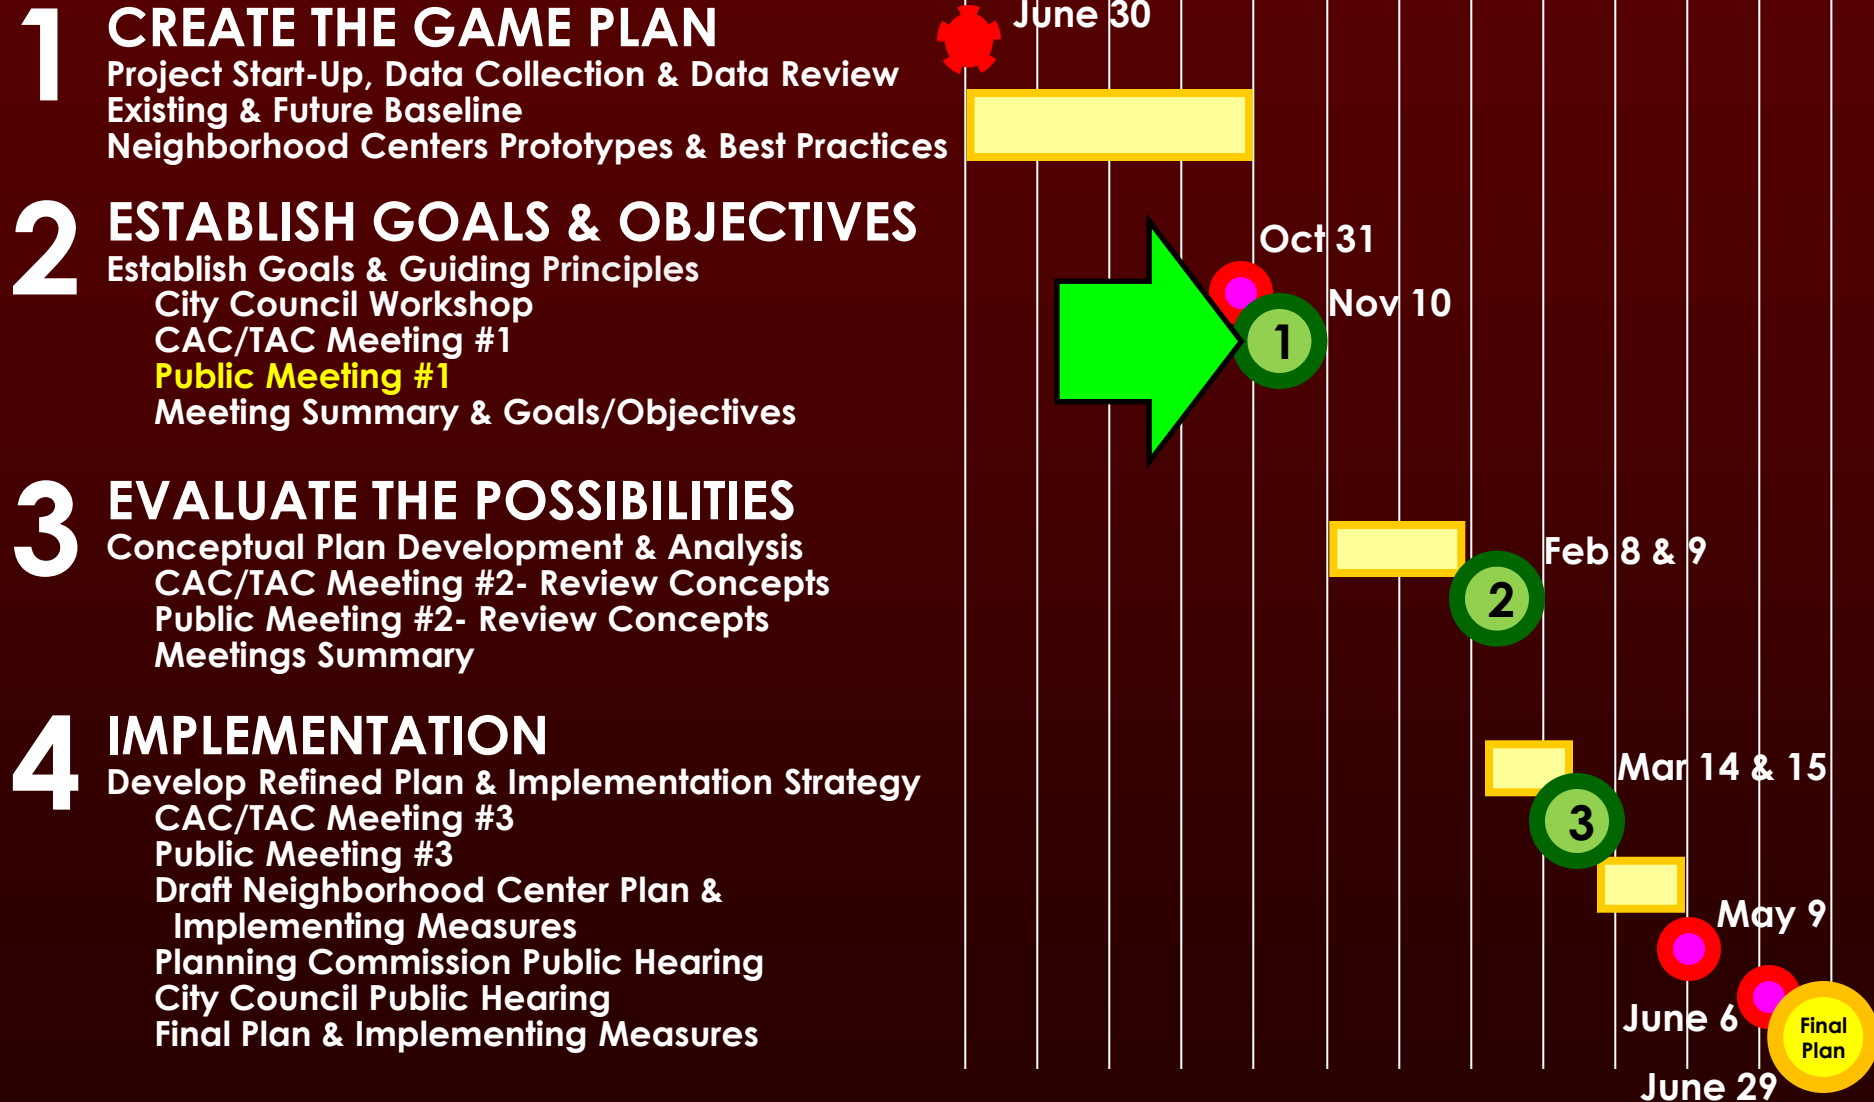 1 CREATE THE GAME PLAN
June 30
Project Start-Up, Data Collection & Data Review
Existing & Future Baseline
Neighborhood Centers Prototypes & Best Practices
2 ESTABLISH GOALS & OBJECTIVES
Oct 31
Establish Goals & Guiding Principles
City Council Workshop
Nov 10
CAC/TAC Meeting #1
1
Public Meeting #1
Meeting Summary & Goals/Objectives
3 EVALUATE THE POSSIBILITIES
Conceptual Plan Development & Analysis
Feb 8 & 9
CAC/TAC Meeting #2- Review Concepts
2
Public Meeting #2- Review Concepts
Meetings Summary
4 IMPLEMENTATION
Develop Refined Plan & Implementation Strategy
Mar 14 & 15
CAC/TAC Meeting #3
3
Public Meeting #3
Draft Neighborhood Center Plan &
Implementing Measures
May 9
Planning Commission Public Hearing
City Council Public Hearing
June 6
Final Plan & Implementing Measures
Final
Plan
June 29